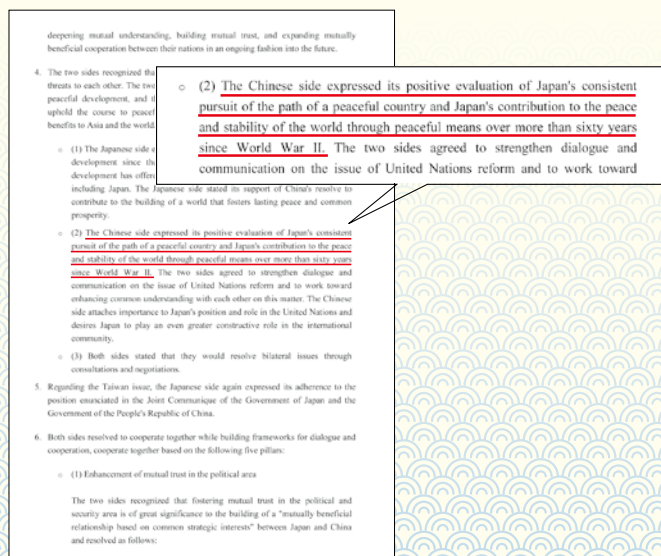 deepening mutual understanding, building mutual trust, and expanding mutually
beneficial cooperation between their nations in an ongoing fashion into the future.
4. The two sides recognized tha
threats to each other. The two
peaceful development, and t
uphold the course to peacef
benefits to Asia and the world.
○ (1) The Japanese side e
development since th
development has offere
including Japan. The Japanese side stated its support of China's resolve to
contribute to the building of a world that fosters lasting peace and common
prosperity.
○ (2) The Chinese side expressed its positive evaluation of Japan's consistent
pursuit of the path of a peaceful country and Japan's contribution to the peace
and stability of the world through peaceful means over more than sixty years
since World War II. The two sides agreed to strengthen dialogue and
communication on the issue of United Nations reform and to work toward
enhancing common understanding with each other on this matter. The Chinese
side attaches importance to Japan's position and role in the United Nations and
desires Japan to play an even greater constructive role in the international
community.
○ (3) Both sides stated that they would resolve bilateral issues through
consultations and negotiations.
5. Regarding the Taiwan issue, the Japanese side again expressed its adherence to the
position enunciated in the Joint Communique of the Government of Japan and the
Government of the People's Republic of China.
6. Both sides resolved to cooperate together while building frameworks for dialogue and
cooperation, cooperate together based on the following five pillars:
○ (1) Enhancement of mutual trust in the political area
The two sides recognized that fostering mutual trust in the political and
security area is of great significance to the building of a "mutually beneficial
relationship based on common strategic interests" between Japan and China
and resolved as follows:
○ (2) The Chinese side expressed its positive evaluation of Japan's consistent
pursuit of the path of a peaceful country and Japan's contribution to the peace
and stability of the world through peaceful means over more than sixty years
since World War II. The two sides agreed to strengthen dialogue and
communication on the issue of United Nations reform and to work toward